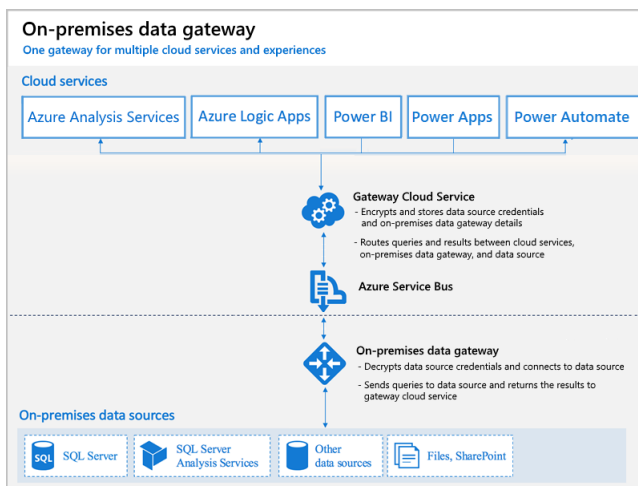 On-premises data gateway
One gateway for multiple cloud services and experiences
Cloud services
Azure Analysis Services
Azure Logic Apps
Power BI
Power Apps
Power Automate
Gateway Cloud Service
- Encrypts and stores data source credentials
and on-premises data gateway details
- Routes queries and results between cloud services,
on-premises data gateway, and data source
Azure Service Bus
On-premises data gateway
- Decrypts data source credentials and connects to data source
- Sends queries to data source and returns the results to
gateway cloud service
On-premises data sources
SQL
SQL Server
SQL Server
Analysis Services
Other
data sources
Files, SharePoint